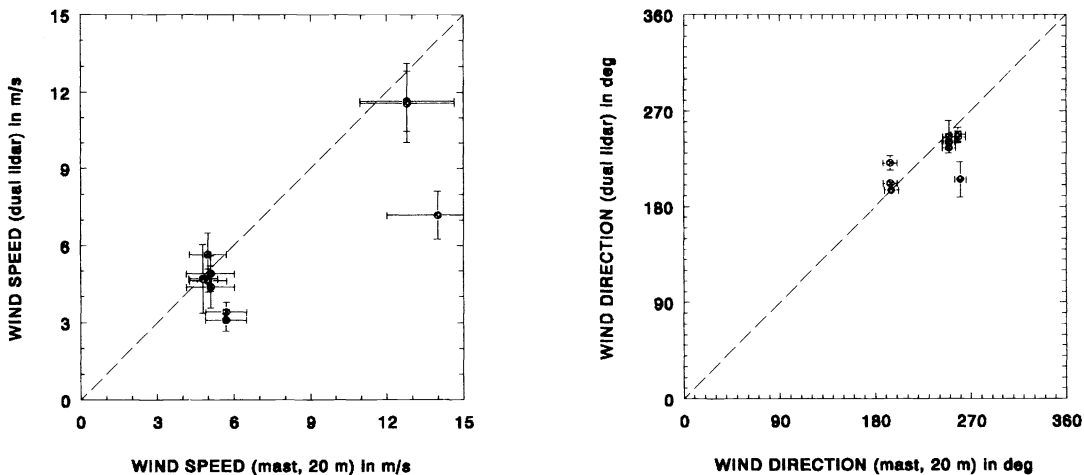 15
12
9
6
3
0
WIND SPEED (dual lidar) in m/s
0 3 6 9 12 15
WIND SPEED (mast, 20 m) in m/s
360
270
180
90
0
WIND DIRECTION (dual lidar) in deg
0 90 180 270 360
WIND DIRECTION (mast, 20 m) in deg